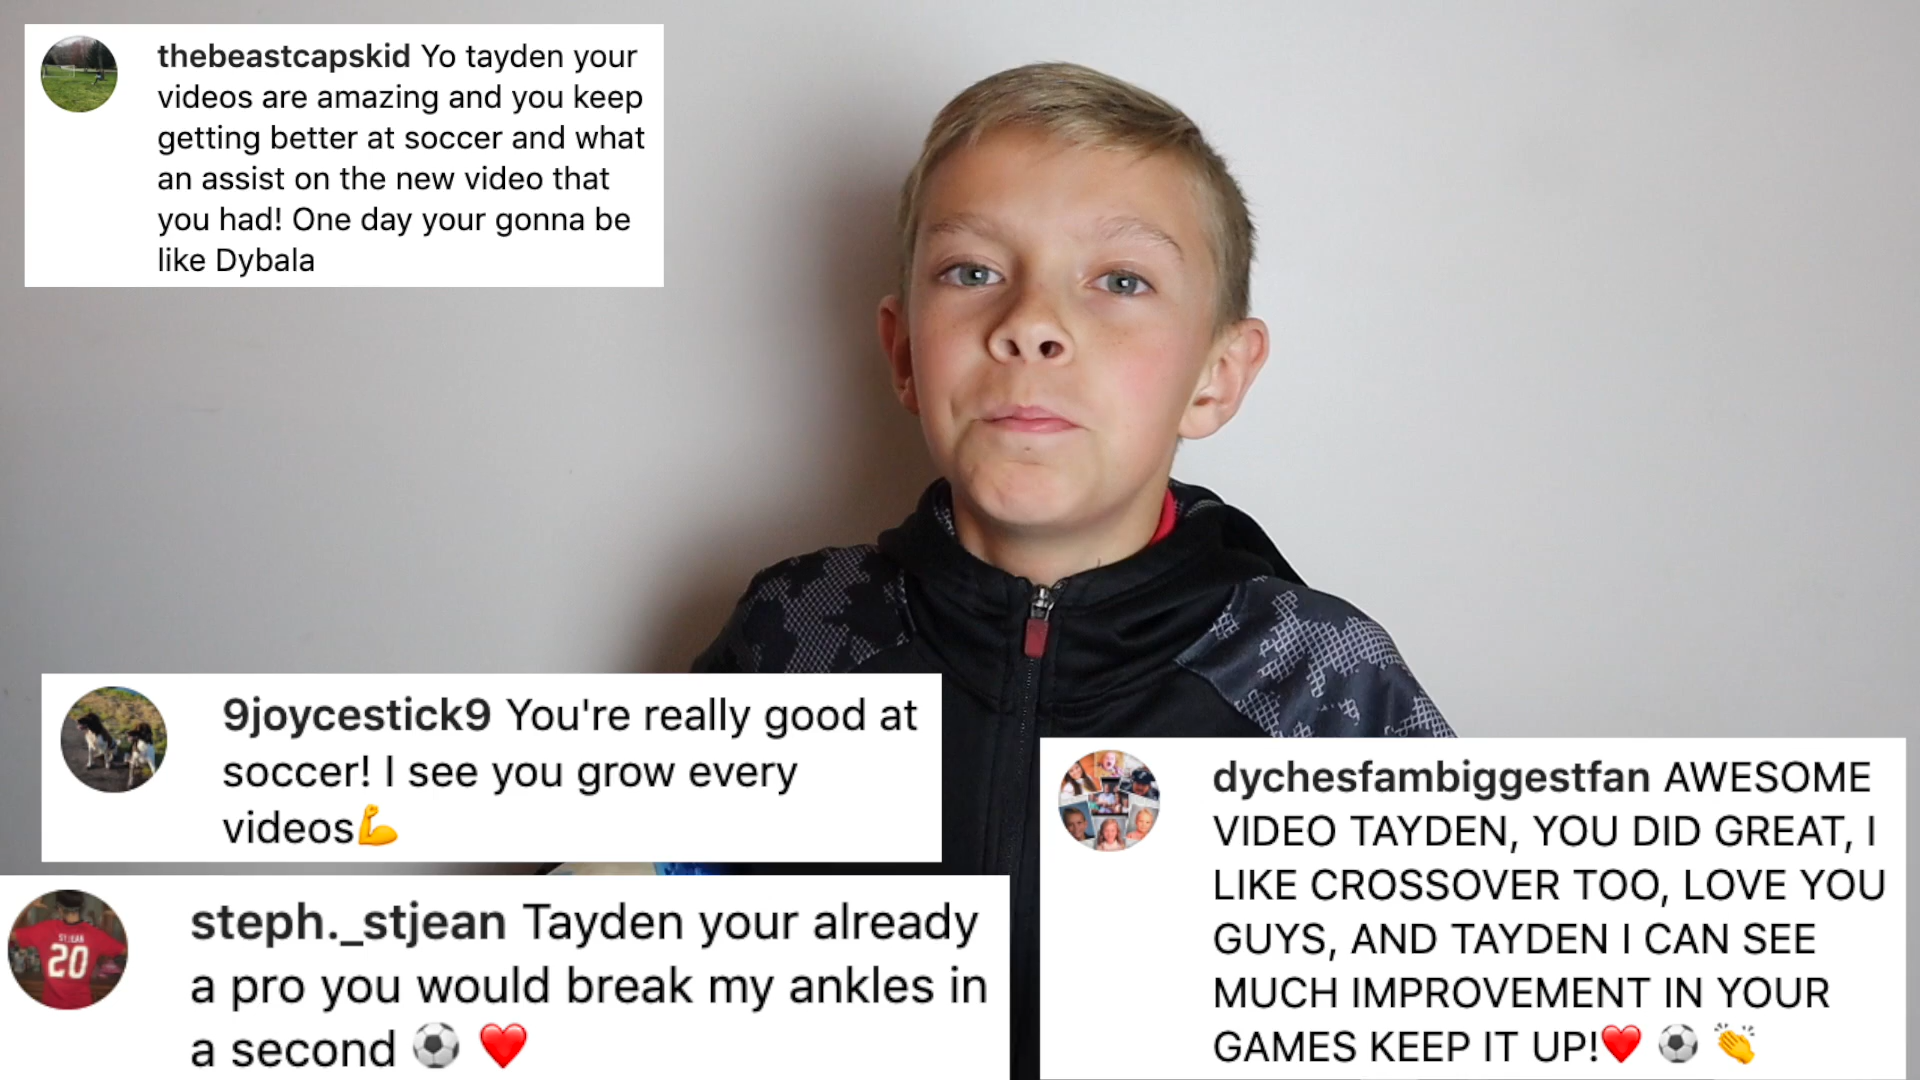 thebeastcapskid Yo tayden your
videos are amazing and you keep
getting better at soccer and what
an assist on the new video that
you had! One day your gonna be
like Dybala
9joycestick9 You're really good at
soccer! I see you grow every
videos💪
steph._stjean Tayden your already
a pro you would break my ankles in
a second ⚽ ❤️
ST.JEAN
20
dychesfambiggestfan AWESOME
VIDEO TAYDEN, YOU DID GREAT, I
LIKE CROSSOVER TOO, LOVE YOU
GUYS, AND TAYDEN I CAN SEE
MUCH IMPROVEMENT IN YOUR
GAMES KEEP IT UP!❤️ ⚽ 👏